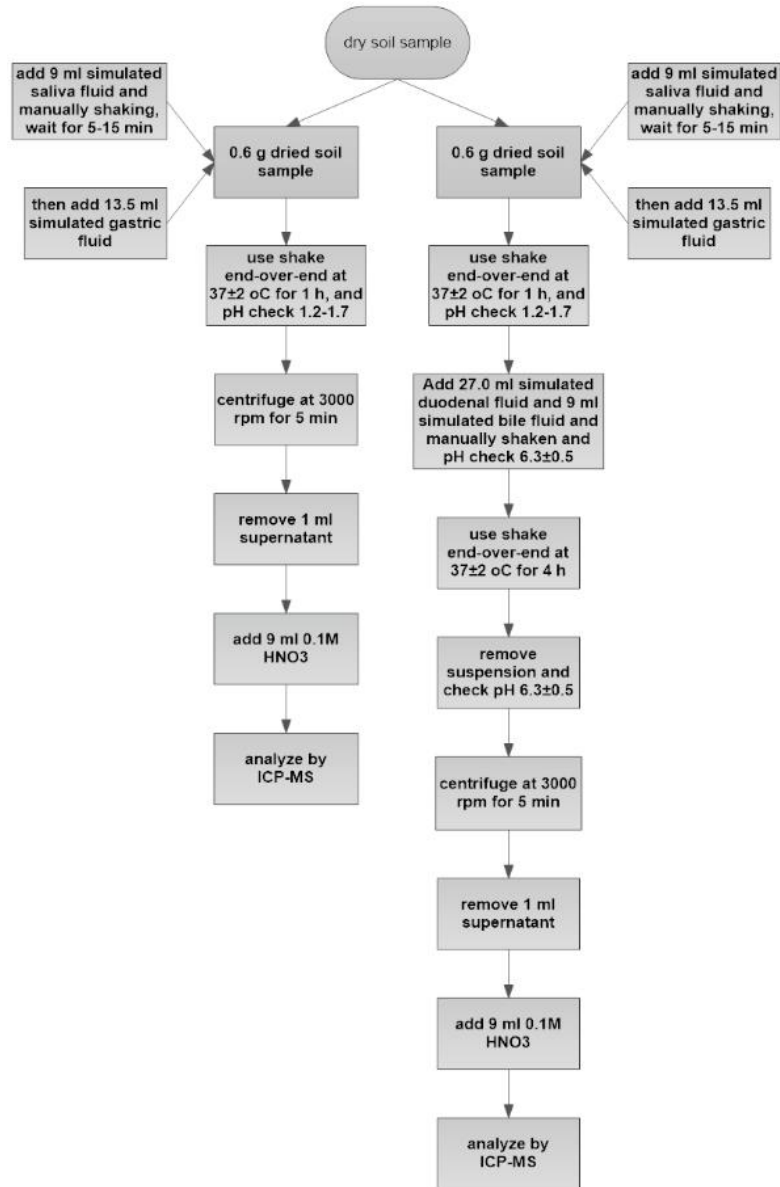 dry soil sample
add 9 ml simulated
saliva fluid and
manually shaking,
wait for 5-15 min
then add 13.5 ml
simulated gastric
fluid
0.6 g dried soil
sample
use shake
end-over-end at
37±2 oC for 1 h, and
pH check 1.2-1.7
centrifuge at 3000
rpm for 5 min
remove 1 ml
supernatant
add 9 ml 0.1M
HNO3
analyze by
ICP-MS
add 9 ml simulated
saliva fluid and
manually shaking,
wait for 5-15 min
then add 13.5 ml
simulated gastric
fluid
0.6 g dried soil
sample
use shake
end-over-end at
37±2 oC for 1 h, and
pH check 1.2-1.7
Add 27.0 ml simulated
duodenal fluid and 9 ml
simulated bile fluid and
manually shaken and
pH check 6.3±0.5
use shake
end-over-end at
37±2 oC for 4 h
remove
suspension and
check pH 6.3±0.5
centrifuge at 3000
rpm for 5 min
remove 1 ml
supernatant
add 9 ml 0.1M
HNO3
analyze by
ICP-MS